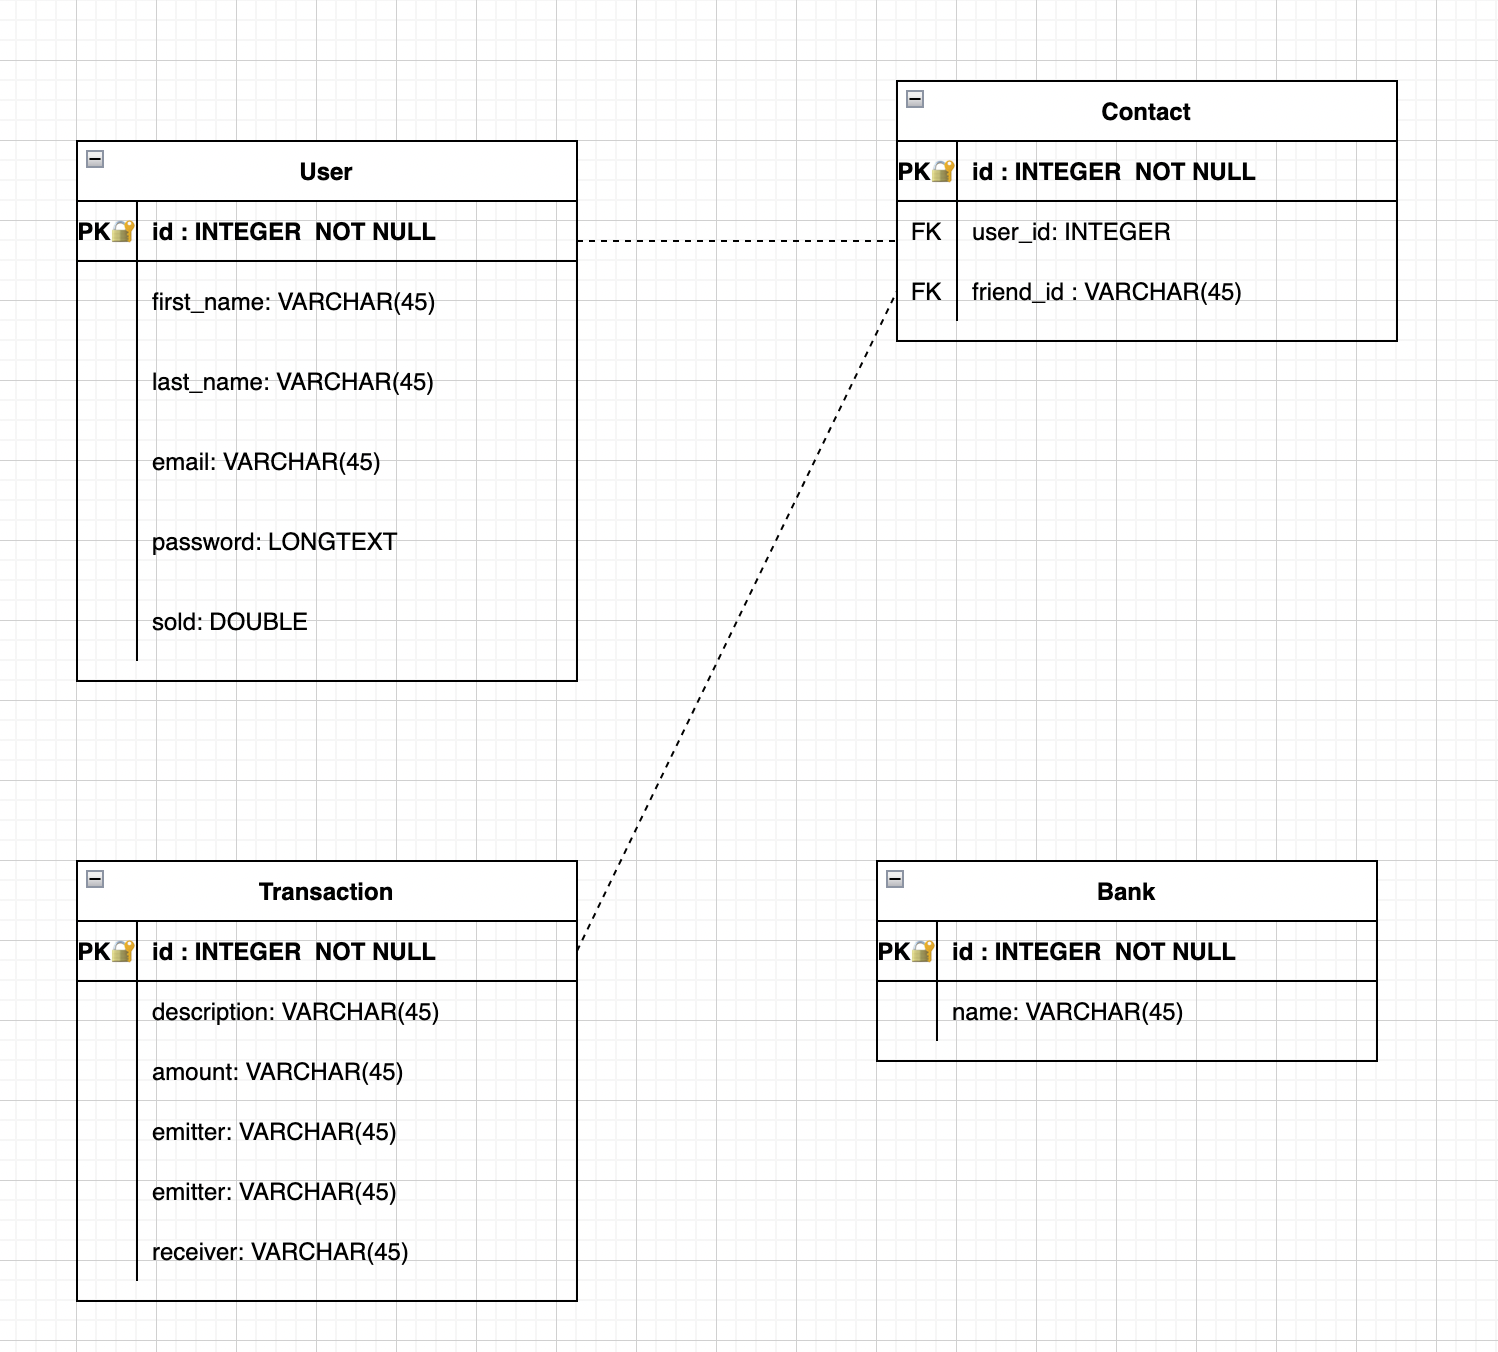 User
PK🔐 id : INTEGER  NOT NULL
first_name: VARCHAR(45)
last_name: VARCHAR(45)
email: VARCHAR(45)
password: LONGTEXT
sold: DOUBLE
Contact
PK🔐 id : INTEGER  NOT NULL
FK user_id: INTEGER
FK friend_id : VARCHAR(45)
Transaction
PK🔐 id : INTEGER  NOT NULL
description: VARCHAR(45)
amount: VARCHAR(45)
emitter: VARCHAR(45)
emitter: VARCHAR(45)
receiver: VARCHAR(45)
Bank
PK🔐 id : INTEGER  NOT NULL
name: VARCHAR(45)